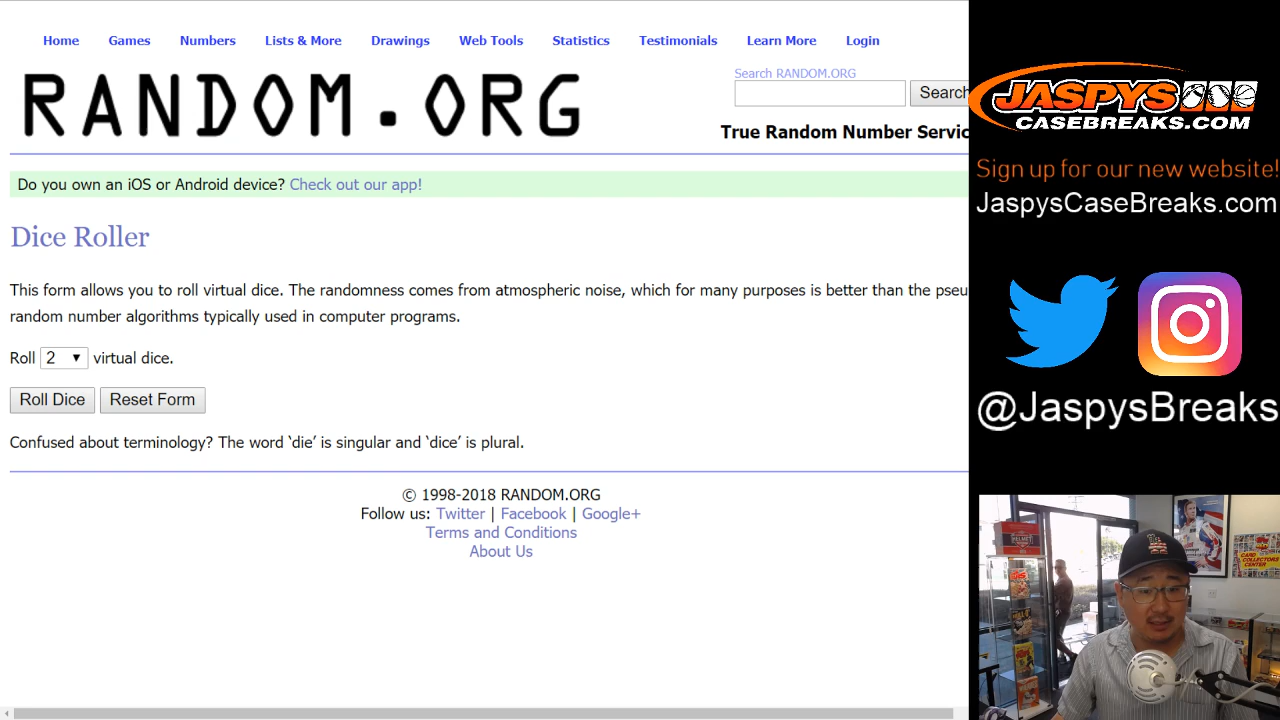 Home Games Numbers Lists & More Drawings Web Tools Statistics Testimonials Learn More Login
RANDOM.ORG
Search RANDOM.ORG
Search
True Random Number Servic
Do you own an iOS or Android device? Check out our app!
Dice Roller
This form allows you to roll virtual dice. The randomness comes from atmospheric noise, which for many purposes is better than the pseu
random number algorithms typically used in computer programs.
Roll 2 virtual dice.
Roll Dice Reset Form
Confused about terminology? The word ‘die’ is singular and ‘dice’ is plural.
© 1998-2018 RANDOM.ORG
Follow us: Twitter | Facebook | Google+
Terms and Conditions
About Us
JASPYS
CASEBREAKS.COM
Sign up for our new website!
JaspysCaseBreaks.com
@JaspysBreaks
HELMET
CARD
COLLECTORS
CENTER